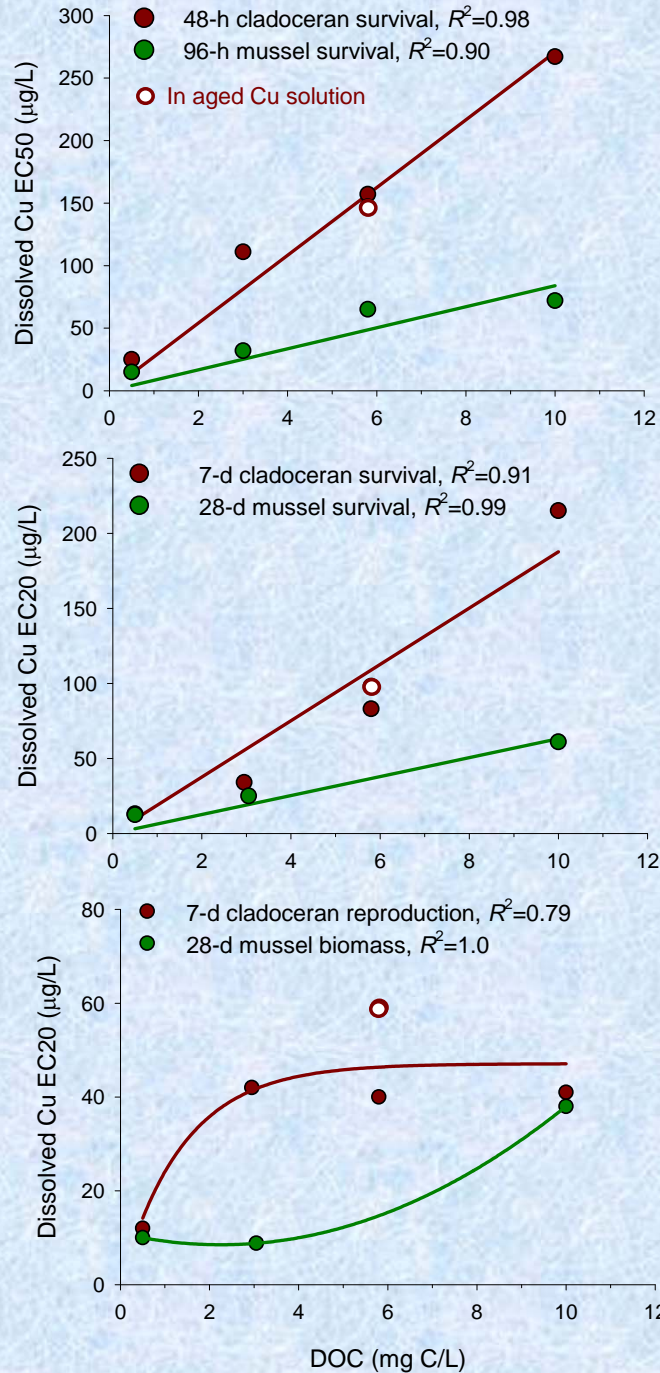 48-h cladoceran survival, R²=0.98
96-h mussel survival, R²=0.90
In aged Cu solution
Dissolved Cu EC50 (µg/L)
300
250
200
150
100
50
0
0 2 4 6 8 10 12
7-d cladoceran survival, R²=0.91
28-d mussel survival, R²=0.99
Dissolved Cu EC20 (µg/L)
250
200
150
100
50
0
0 2 4 6 8 10 12
7-d cladoceran reproduction, R²=0.79
28-d mussel biomass, R²=1.0
Dissolved Cu EC20 (µg/L)
80
60
40
20
0
0 2 4 6 8 10 12
DOC (mg C/L)